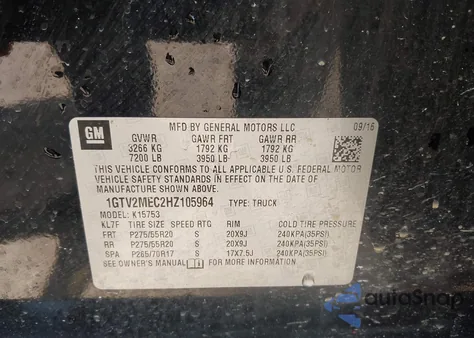 GM
MFD BY GENERAL MOTORS LLC
09/16
GVWR GAWR FRT GAWR RR
3266 KG 1792 KG 1792 KG
7200 LB 3950 LB 3950 LB
THIS VEHICLE CONFORMS TO ALL APPLICABLE U.S. FEDERAL MOTOR
VEHICLE SAFETY STANDARDS IN EFFECT ON THE DATE OF
MANUFACTURE SHOWN ABOVE.
1GTV2MEC2HZ105964 TYPE: TRUCK
MODEL: K15753
KL7F TIRE SIZE SPEED RTG RIM COLD TIRE PRESSURE
FRT P275/55R20 S 20X9J 240KPA(35PSI)
RR P275/55R20 S 20X9J 240KPA(35PSI)
SPA P265/70R17 S 17X7.5J 240KPA(35PSI)
SEE OWNER'S MANUAL FOR MORE INFORMATION.
autoSnap